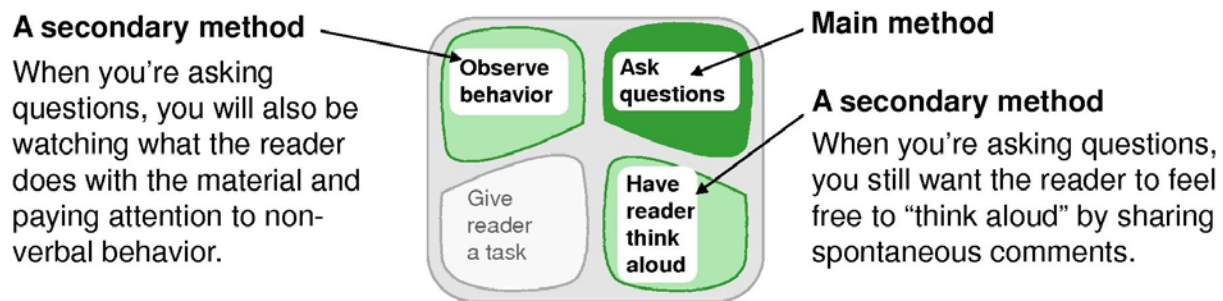 A secondary method
When you're asking
questions, you will also be
watching what the reader
does with the material and
paying attention to non-
verbal behavior.
Observe
behavior
Ask
questions
Give
reader
a task
Have
reader
think
aloud
Main method
A secondary method
When you're asking questions,
you still want the reader to feel
free to “think aloud” by sharing
spontaneous comments.